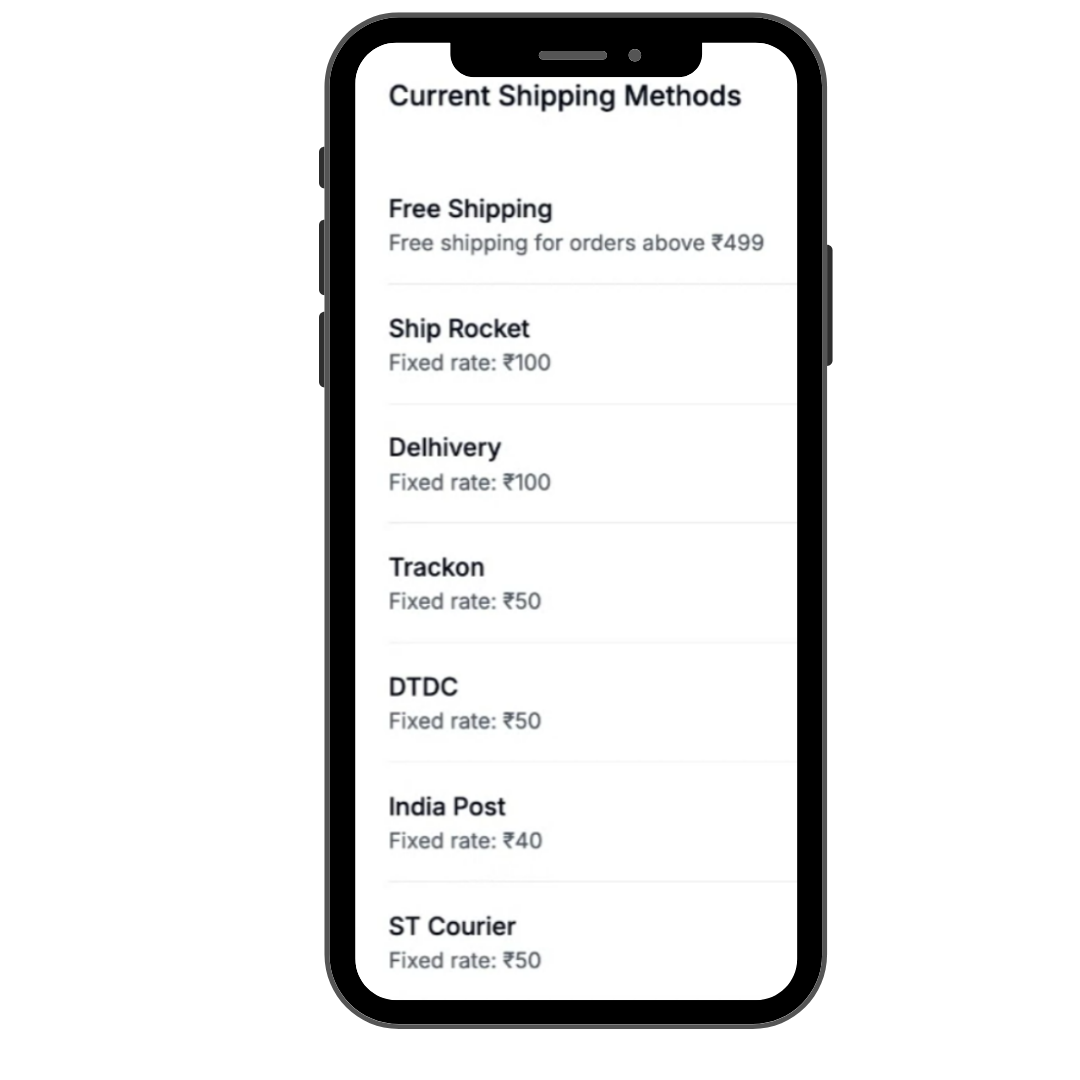 Current Shipping Methods
Free Shipping
Free shipping for orders above ₹499
Ship Rocket
Fixed rate: ₹100
Delhivery
Fixed rate: ₹100
Trackon
Fixed rate: ₹50
DTDC
Fixed rate: ₹50
India Post
Fixed rate: ₹40
ST Courier
Fixed rate: ₹50